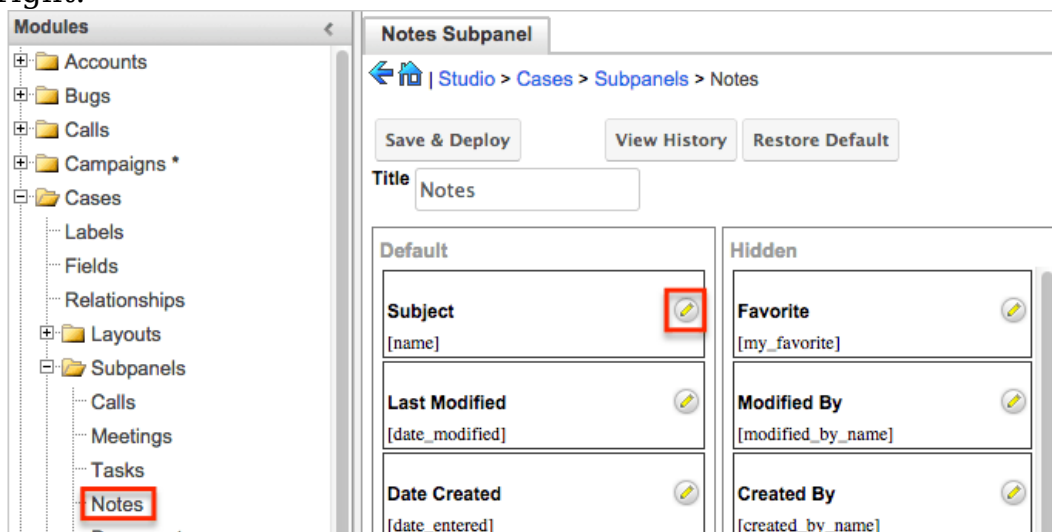 right.
Modules
Accounts
Bugs
Calls
Campaigns *
Cases
Labels
Fields
Relationships
Layouts
Subpanels
Calls
Meetings
Tasks
Notes
Notes Subpanel
| Studio > Cases > Subpanels > Notes
Save & Deploy View History Restore Default
Title Notes
Default
Subject
[name]
Last Modified
[date_modified]
Date Created
[date_entered]
Hidden
Favorite
[my_favorite]
Modified By
[modified_by_name]
Created By
[created_by_name]